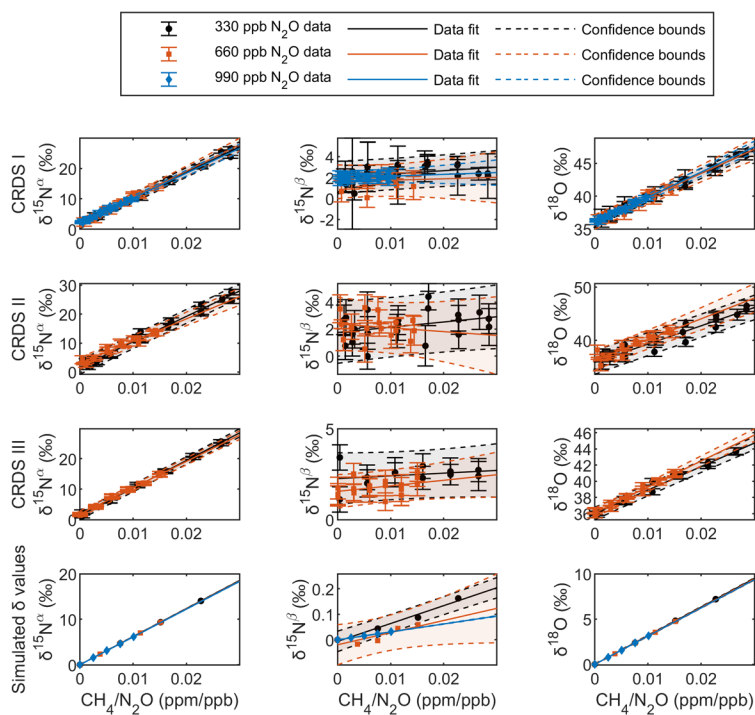 330 ppb N2O data Data fit Confidence bounds
660 ppb N2O data Data fit Confidence bounds
990 ppb N2O data Data fit Confidence bounds
CRDS I
δ15Nα (‰)
20
10
0
0 0.01 0.02
δ15Nβ (‰)
4
2
0
-2
0 0.01 0.02
δ18O (‰)
45
40
35
0 0.01 0.02
CRDS II
δ15Nα (‰)
30
20
10
0
0 0.01 0.02
δ15Nβ (‰)
4
2
0
0 0.01 0.02
δ18O (‰)
50
40
0 0.01 0.02
CRDS III
δ15Nα (‰)
20
10
0
0 0.01 0.02
δ15Nβ (‰)
5
0
0 0.01 0.02
δ18O (‰)
46
44
42
40
38
36
0 0.01 0.02
Simulated δ values
δ15Nα (‰)
20
10
0
0 0.01 0.02
CH4/N2O (ppm/ppb)
δ15Nβ (‰)
0.2
0.1
0
0 0.01 0.02
CH4/N2O (ppm/ppb)
δ18O (‰)
10
5
0
0 0.01 0.02
CH4/N2O (ppm/ppb)